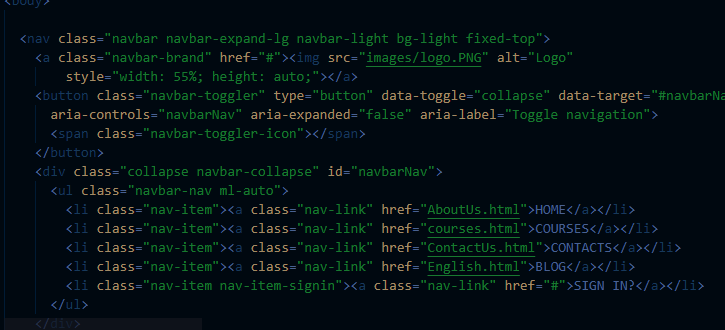 <body>
<nav class="navbar navbar-expand-lg navbar-light bg-light fixed-top">
<a class="navbar-brand" href="#"><img src="images/logo.PNG" alt="Logo"
style="width: 55%; height: auto;"></a>
<button class="navbar-toggler" type="button" data-toggle="collapse" data-target="#navbarNa
aria-controls="navbarNav" aria-expanded="false" aria-label="Toggle navigation">
<span class="navbar-toggler-icon"></span>
</button>
<div class="collapse navbar-collapse" id="navbarNav">
<ul class="navbar-nav ml-auto">
<li class="nav-item"><a class="nav-link" href="AboutUs.html">HOME</a></li>
<li class="nav-item"><a class="nav-link" href="courses.html">COURSES</a></li>
<li class="nav-item"><a class="nav-link" href="ContactUs.html">CONTACTS</a></li>
<li class="nav-item"><a class="nav-link" href="English.html">BLOG</a></li>
<li class="nav-item nav-item-signin"><a class="nav-link" href="#">SIGN IN?</a></li>
</ul>
</div>